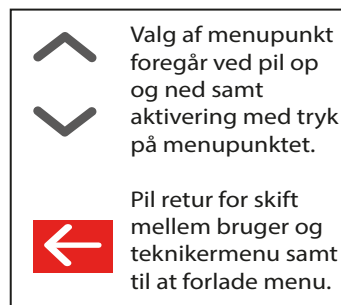 Valg af menupunkt
foregår ved pil op
og ned samt
aktivering med tryk
på menupunktet.
Pil retur for skift
mellem bruger og
teknikermenu samt
til at forlade menu.